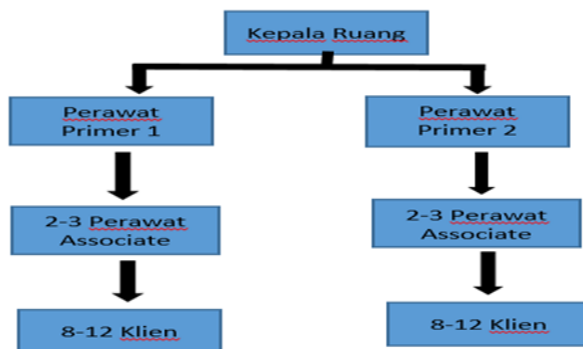 Kepala Ruang
Perawat
Primer 1
Perawat
Primer 2
2-3 Perawat
Associate
2-3 Perawat
Associate
8-12 Klien
8-12 Klien